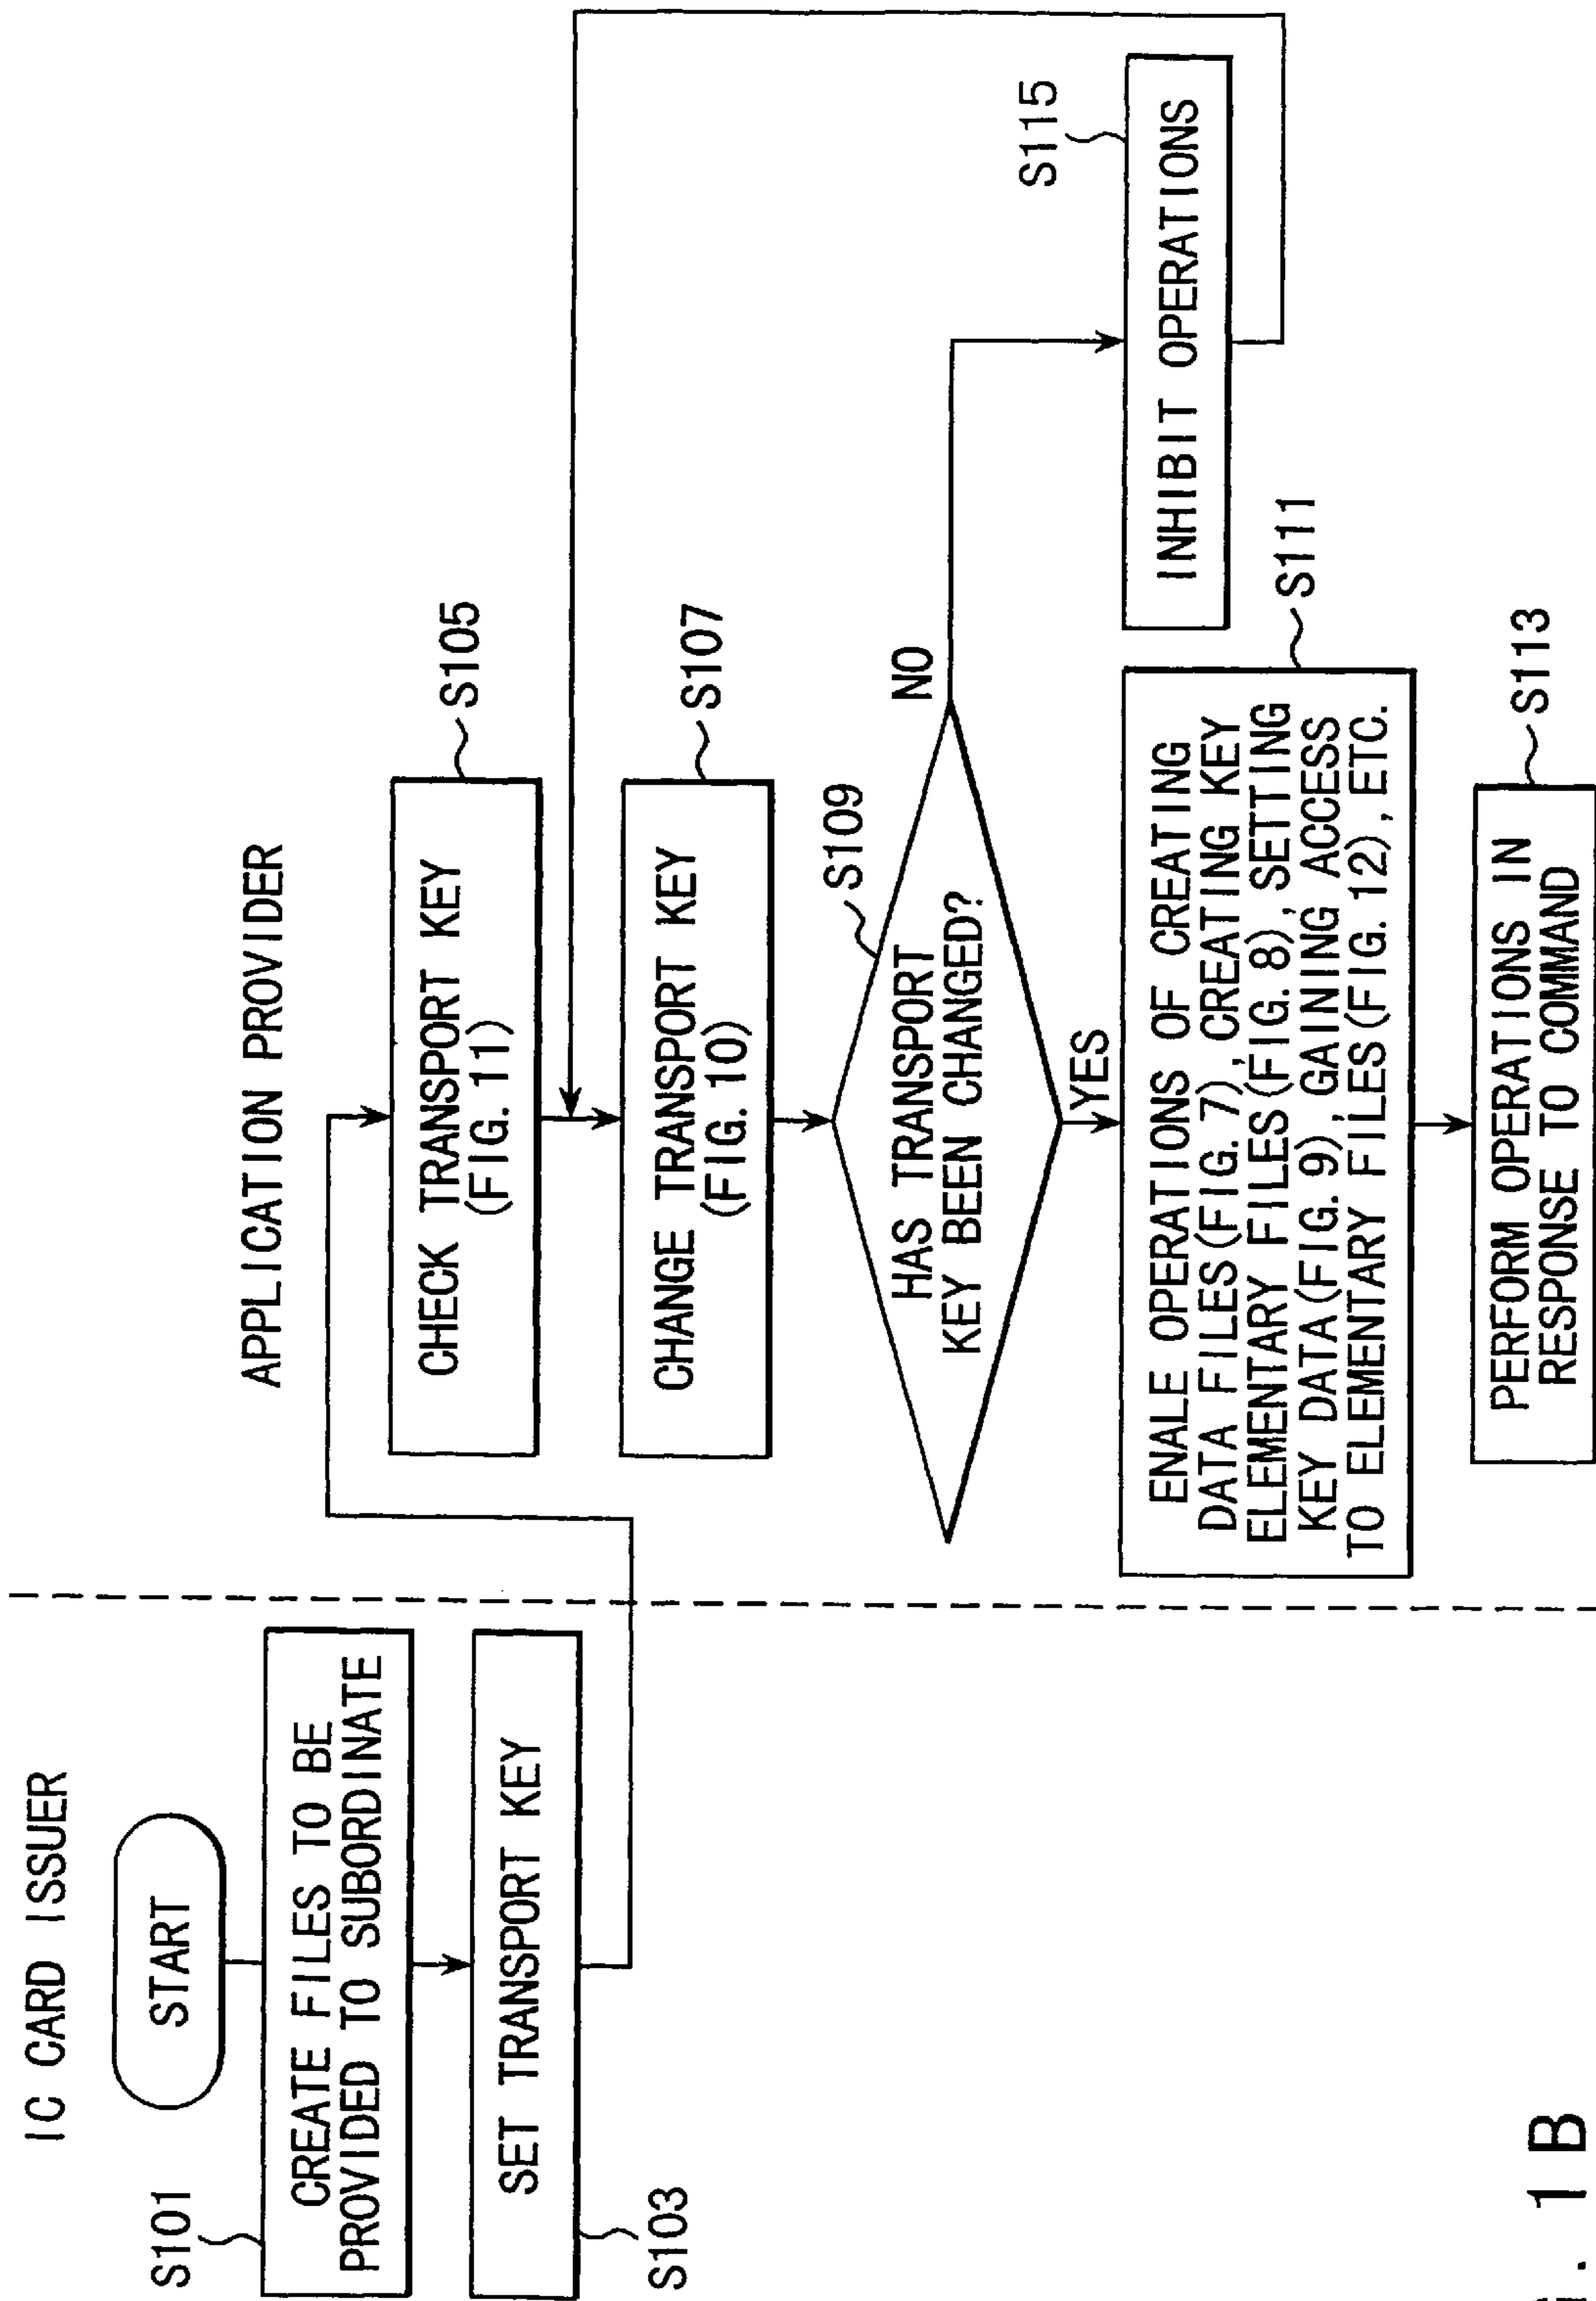 IC CARD ISSUER
START
S101
CREATE FILES TO BE
PROVIDED TO SUBORDINATE
SET TRANSPORT KEY
S103
APPLICATION PROVIDER
CHECK TRANSPORT KEY
(FIG. 11)
S105
CHANGE TRANSPORT KEY
(FIG. 10)
S107
HAS TRANSPORT
KEY BEEN CHANGED?
S109
NO
YES
INHIBIT OPERATIONS
S115
ENALE OPERATIONS OF CREATING
DATA FILES(FIG. 7), CREATING KEY
ELEMENTARY FILES(FIG. 8), SETTING
KEY DATA(FIG. 9), GAINING ACCESS
TO ELEMENTARY FILES(FIG. 12), ETC.
S111
PERFORM OPERATIONS IN
RESPONSE TO COMMAND
S113
. 1 B